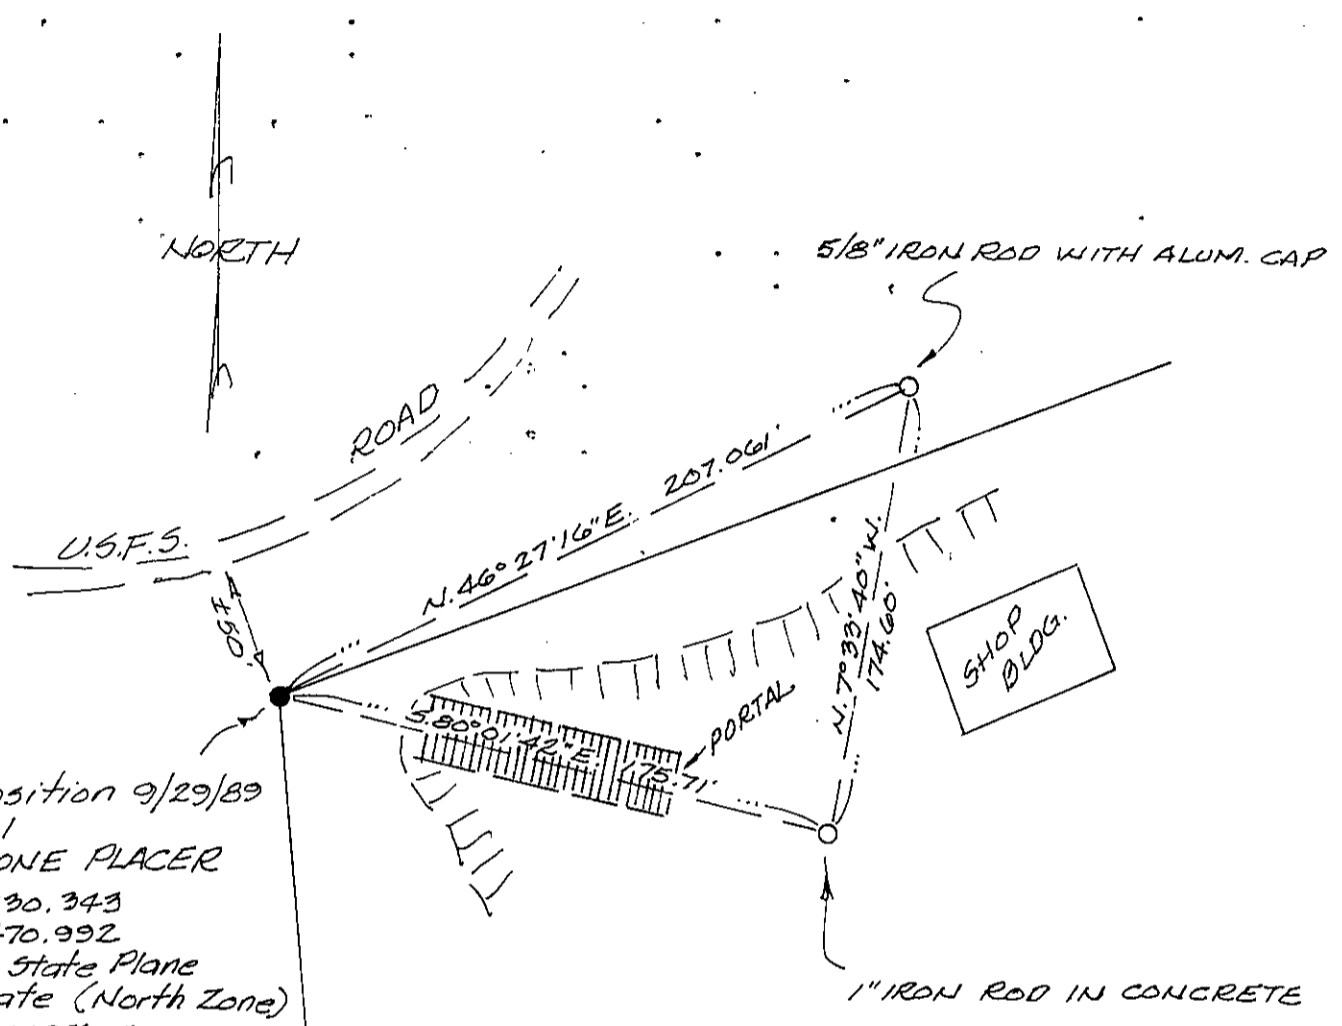 NORTH
5/8" IRON ROD WITH ALUM. CAP
ROAD
U.S.F.S.
±50'
N.46°27'16"E. 207.061'
N.7°33'40"W.
174.60'
SHOP
BLDG.
PORTAL
S.80°01'42"E. 175.71'
osition 9/29/89
1
ONE PLACER
30.343
70.992
State Plane
ate (North Zone)
1" IRON ROD IN CONCRETE